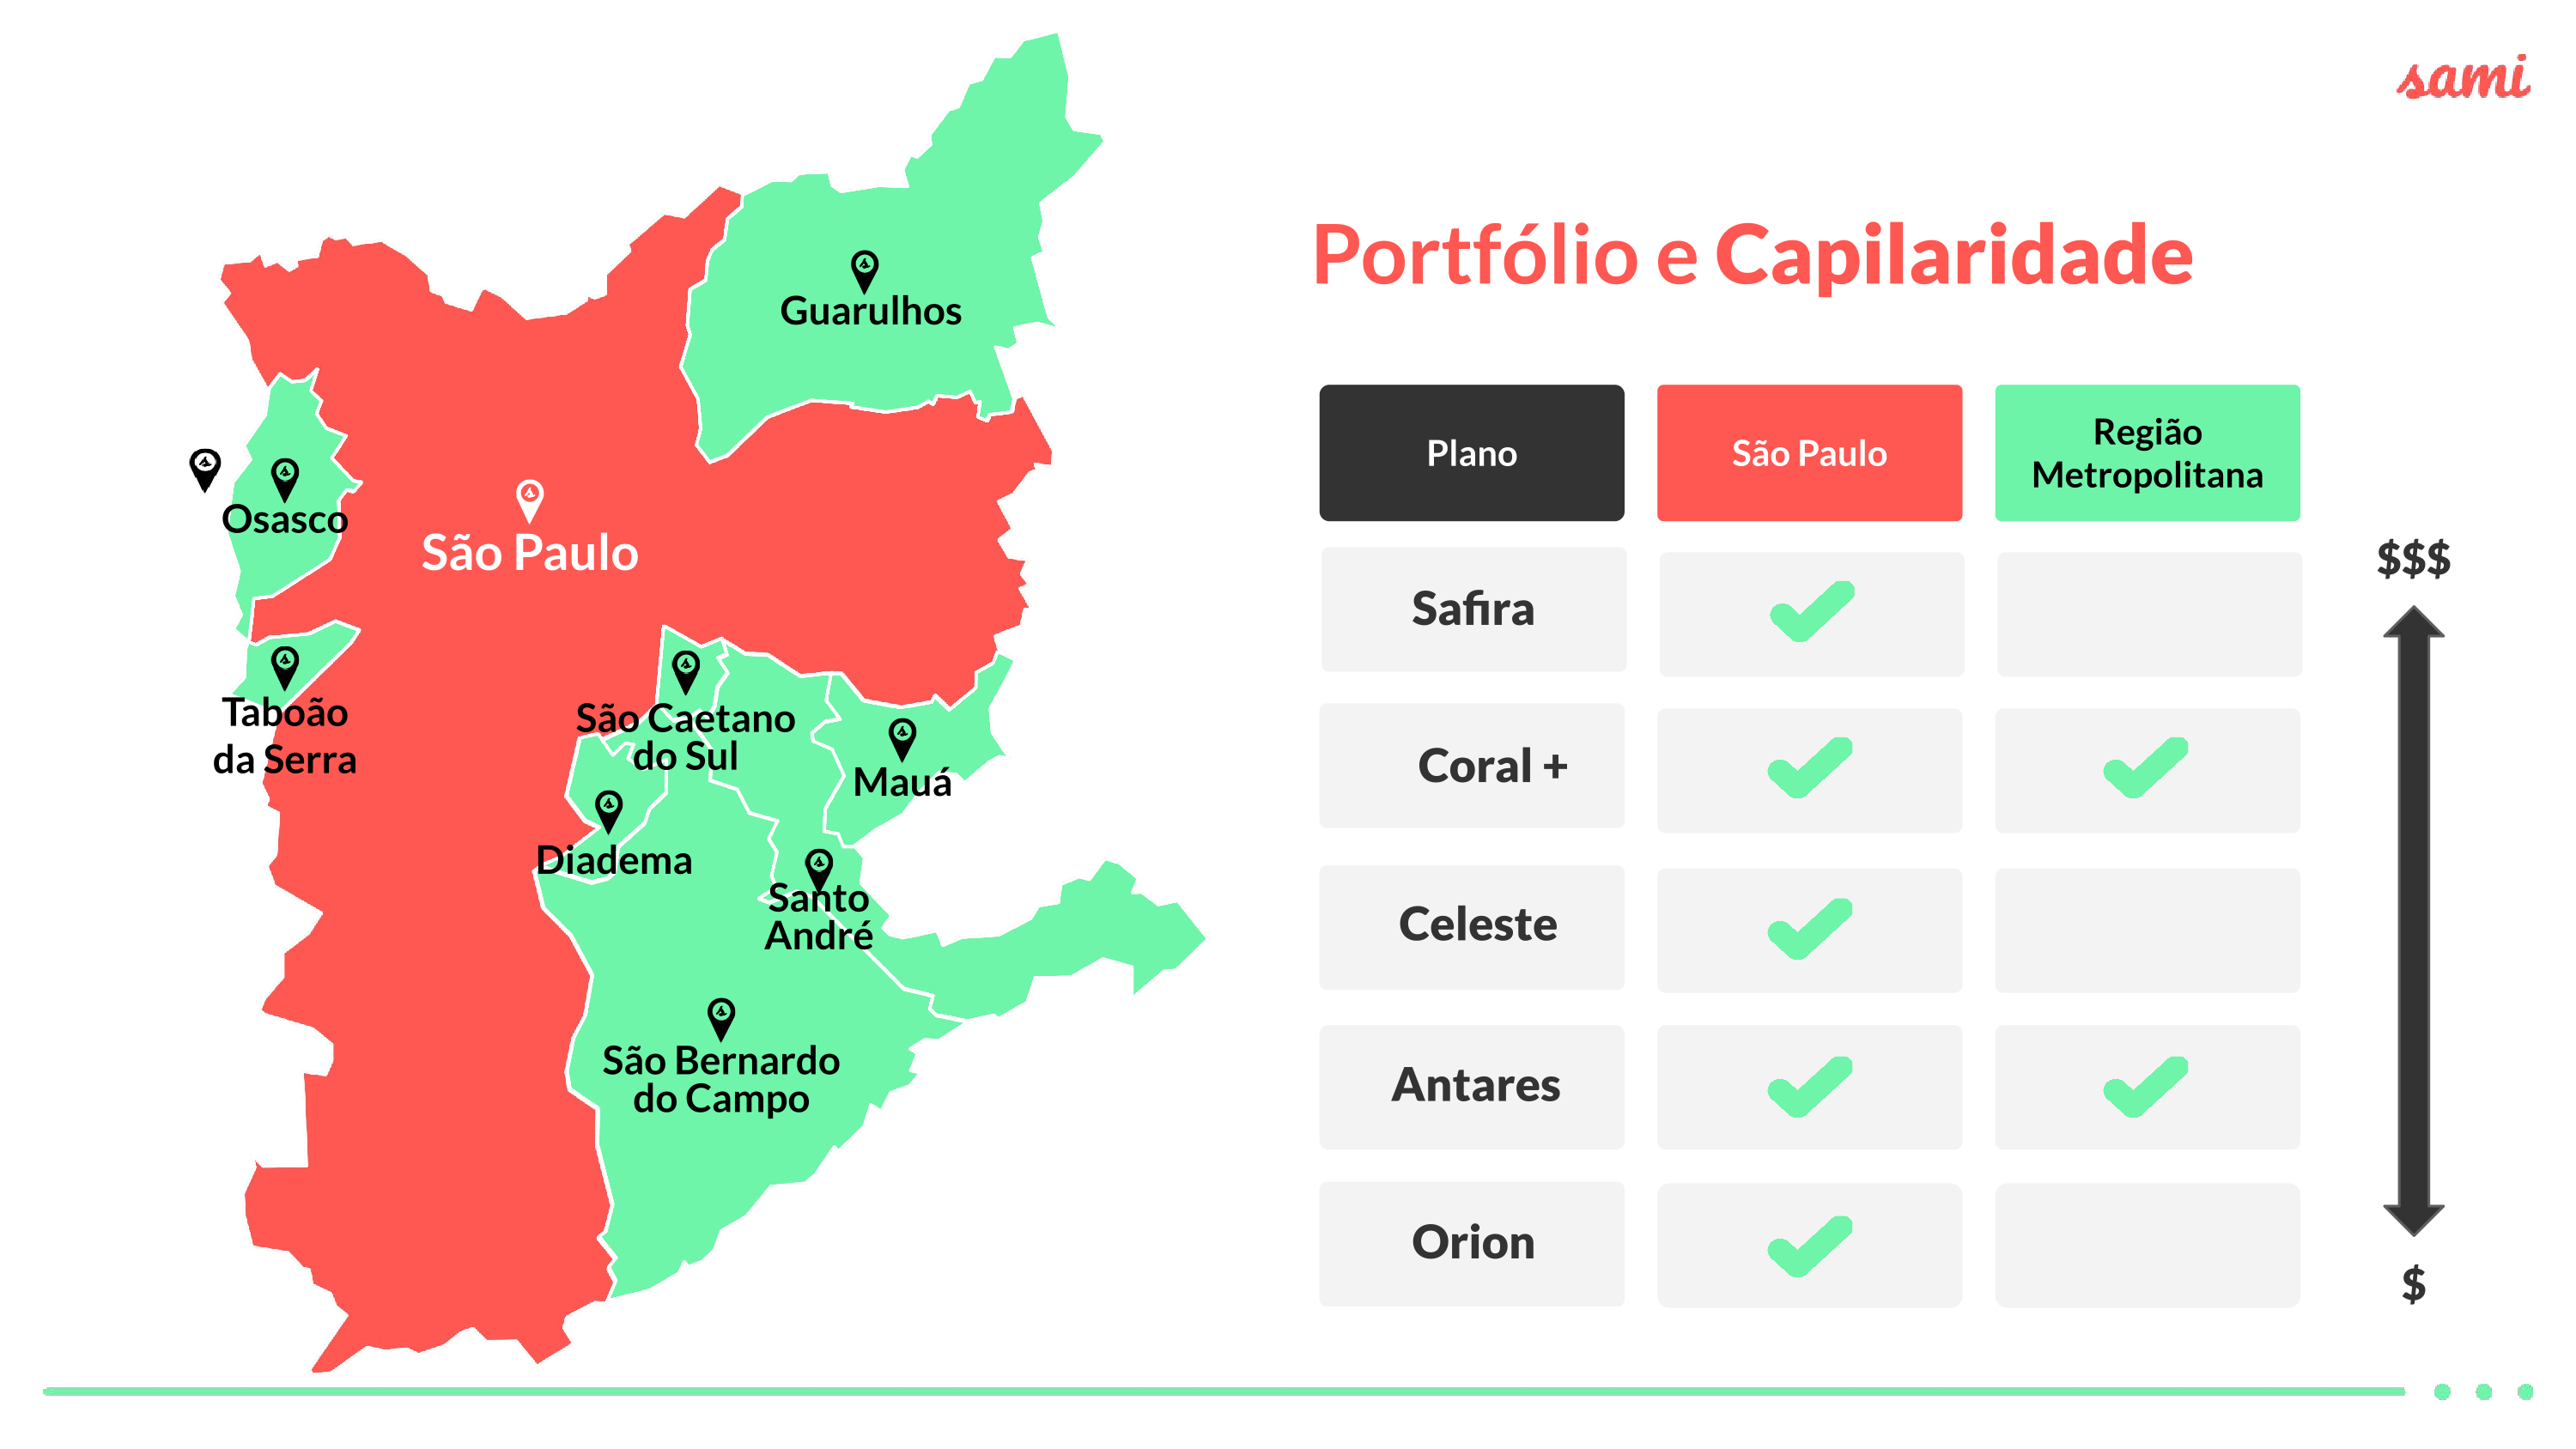 sami
Portfólio e Capilaridade
Guarulhos
Osasco
São Paulo
Taboão
da Serra
São Caetano
do Sul
Mauá
Diadema
Santo
André
São Bernardo
do Campo
Plano
São Paulo
Região
Metropolitana
$$$
Safira
Coral +
Celeste
Antares
Orion
$